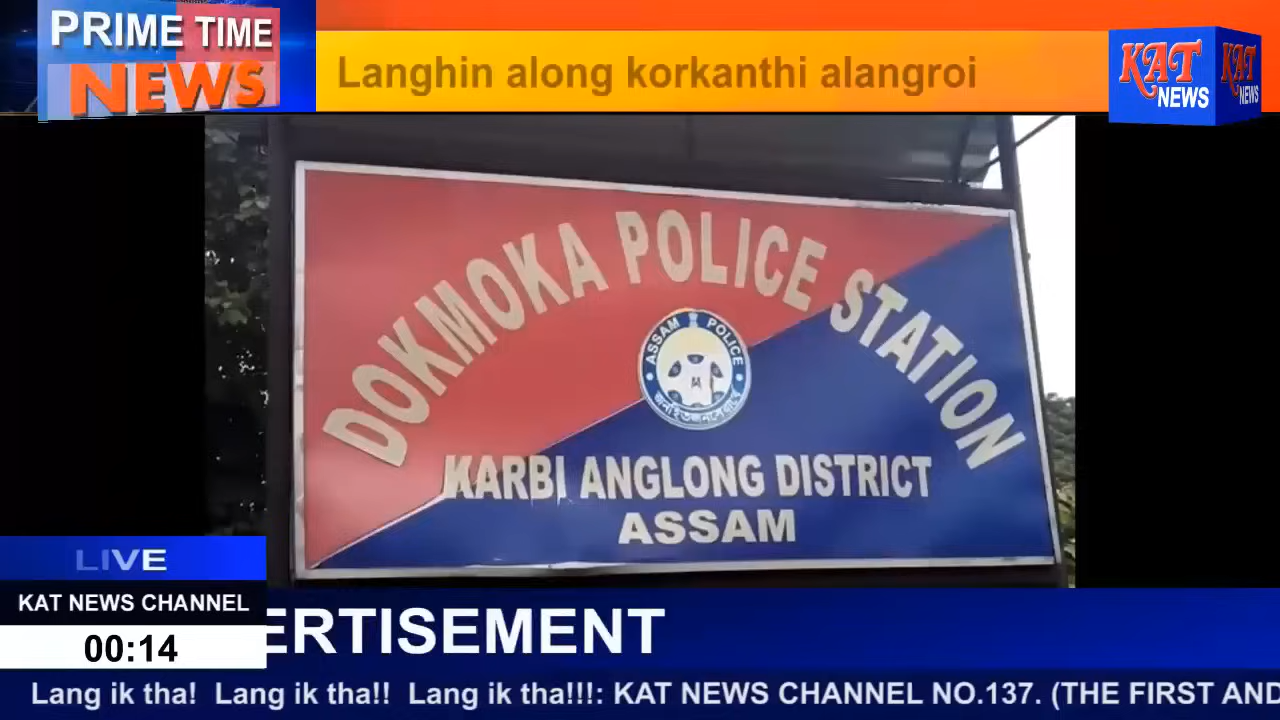 PRIME TIME
NEWS
Langhin along korkanthi alangroi
KAT
NEWS
KAT
NEWS
DOKMOKA POLICE STATION
ASSAM POLICE
KARBI ANGLONG DISTRICT
ASSAM
LIVE
KAT NEWS CHANNEL
00:14
ERTISEMENT
Lang ik tha! Lang ik tha!! Lang ik tha!!!: KAT NEWS CHANNEL NO.137. (THE FIRST AND